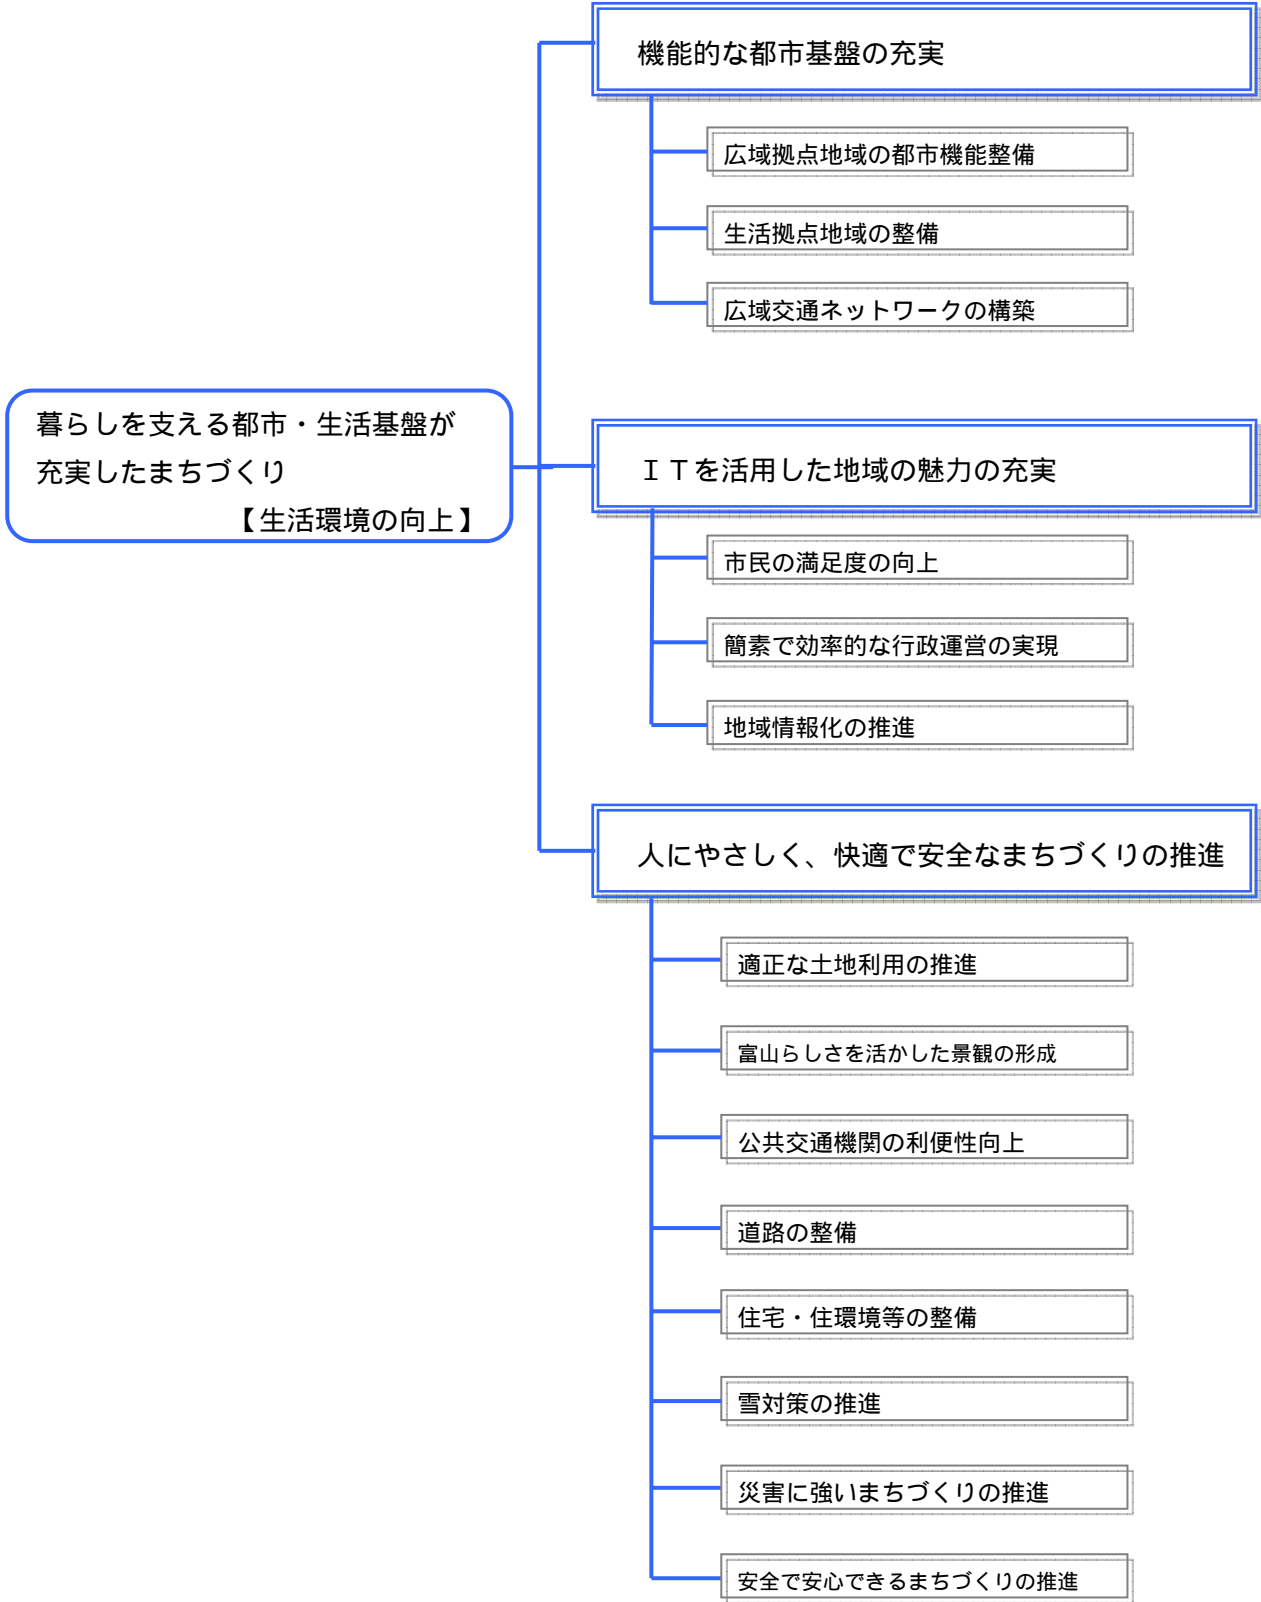 暮らしを支える都市・生活基盤が
充実したまちづくり
【生活環境の向上】
機能的な都市基盤の充実
広域拠点地域の都市機能整備
生活拠点地域の整備
広域交通ネットワークの構築
ＩＴを活用した地域の魅力の充実
市民の満足度の向上
簡素で効率的な行政運営の実現
地域情報化の推進
人にやさしく、快適で安全なまちづくりの推進
適正な土地利用の推進
富山らしさを活かした景観の形成
公共交通機関の利便性向上
道路の整備
住宅・住環境等の整備
雪対策の推進
災害に強いまちづくりの推進
安全で安心できるまちづくりの推進